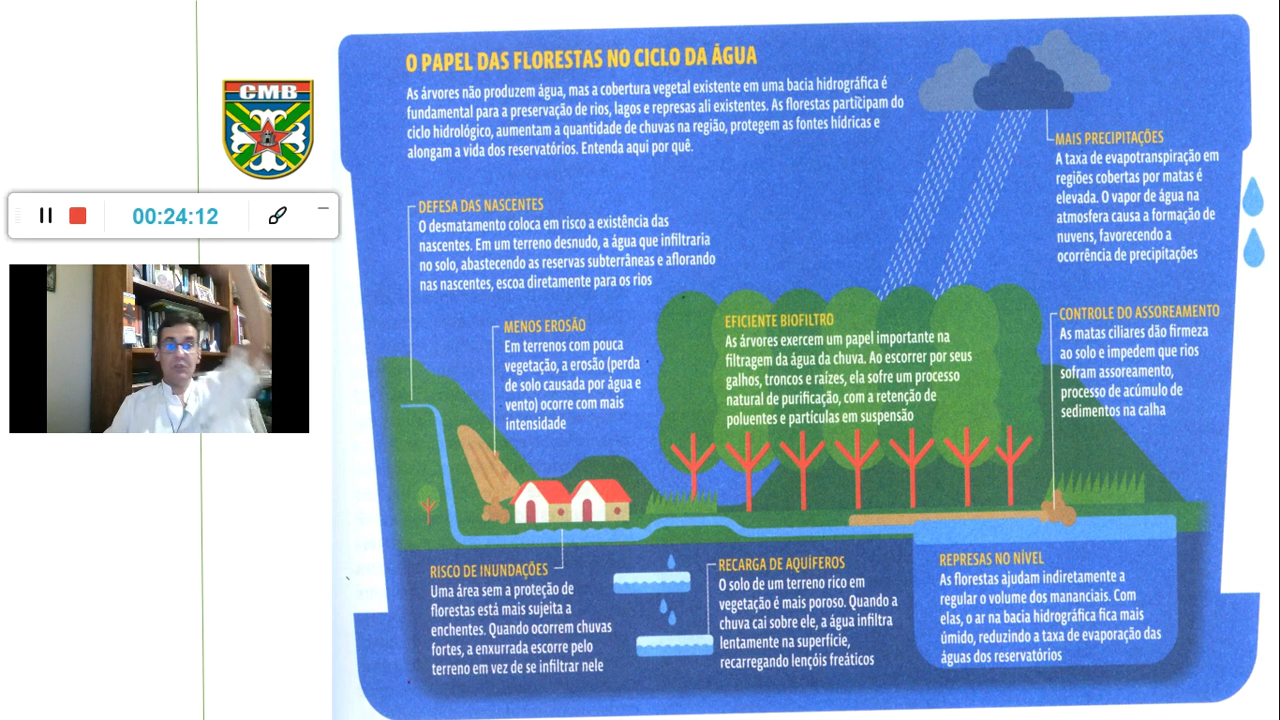 CMB
00:24:12
O PAPEL DAS FLORESTAS NO CICLO DA ÁGUA
As árvores não produzem água, mas a cobertura vegetal existente em uma bacia hidrográfica é
fundamental para a preservação de rios, lagos e represas ali existentes. As florestas participam do
ciclo hidrológico, aumentam a quantidade de chuvas na região, protegem as fontes hídricas e
alongam a vida dos reservatórios. Entenda aqui por quê.
MAIS PRECIPITAÇÕES
A taxa de evapotranspiração em
regiões cobertas por matas é
elevada. O vapor de água na
atmosfera causa a formação de
nuvens, favorecendo a
ocorrência de precipitações
DEFESA DAS NASCENTES
O desmatamento coloca em risco a existência das
nascentes. Em um terreno desnudo, a água que infiltraria
no solo, abastecendo as reservas subterrâneas e aflorando
nas nascentes, escoa diretamente para os rios
MENOS EROSÃO
Em terrenos com pouca
vegetação, a erosão (perda
de solo causada por água e
vento) ocorre com mais
intensidade
EFICIENTE BIOFILTRO
As árvores exercem um papel importante na
filtragem da água da chuva. Ao escorrer por seus
galhos, troncos e raízes, ela sofre um processo
natural de purificação, com a retenção de
poluentes e partículas em suspensão
CONTROLE DO ASSOREAMENTO
As matas ciliares dão firmeza
ao solo e impedem que rios
sofram assoreamento,
processo de acúmulo de
sedimentos na calha
RISCO DE INUNDAÇÕES
Uma área sem a proteção de
florestas está mais sujeita a
enchentes. Quando ocorrem chuvas
fortes, a enxurrada escorre pelo
terreno em vez de se infiltrar nele
RECARGA DE AQUÍFEROS
O solo de um terreno rico em
vegetação é mais poroso. Quando a
chuva cai sobre ele, a água infiltra
lentamente na superfície,
recarregando lençóis freáticos
REPRESAS NO NÍVEL
As florestas ajudam indiretamente a
regular o volume dos mananciais. Com
elas, o ar na bacia hidrográfica fica mais
úmido, reduzindo a taxa de evaporação das
águas dos reservatórios